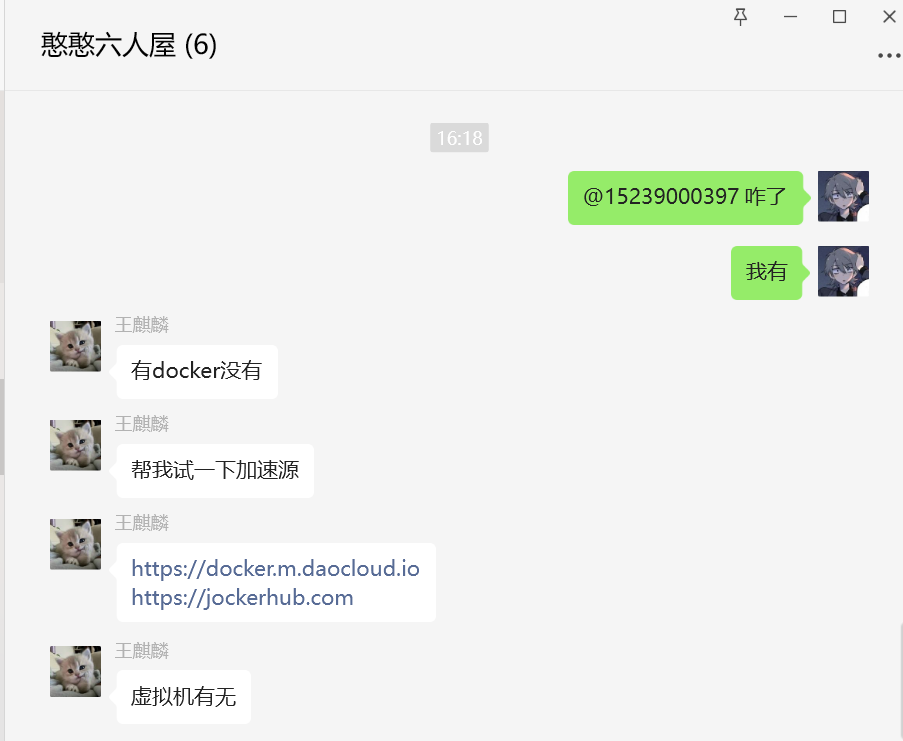 憨憨六人屋 (6)
16:18
@15239000397 咋了
我有
王麒麟
有docker没有
王麒麟
帮我试一下加速源
王麒麟
https://docker.m.daocloud.io
https://jockerhub.com
王麒麟
虚拟机有无